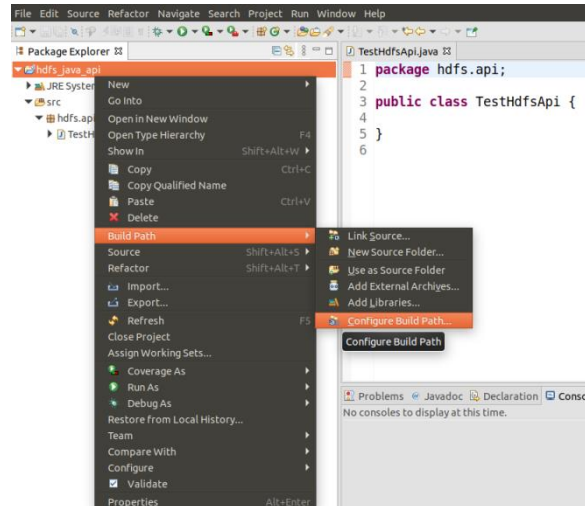 File Edit Source Refactor Navigate Search Project Run Window Help
Package Explorer
TestHdfsApi.java
hdfs_java_api
JRE System
src
hdfs.api
TestH
New
Go Into
Open in New Window
Open Type Hierarchy F4
Show In Shift+Alt+W
Copy Ctrl+C
Copy Qualified Name
Paste Ctrl+V
Delete
Build Path
Source Shift+Alt+S
Refactor Shift+Alt+T
Import...
Export...
Refresh F5
Close Project
Assign Working Sets...
Coverage As
Run As
Debug As
Restore from Local History...
Team
Compare With
Configure
Validate
Properties Alt+Enter
Link Source...
New Source Folder...
Use as Source Folder
Add External Archives...
Add Libraries...
Configure Build Path...
Configure Build Path
1 package hdfs.api;
2
3 public class TestHdfsApi {
4
5 }
6
Problems Javadoc Declaration Conso
No consoles to display at this time.